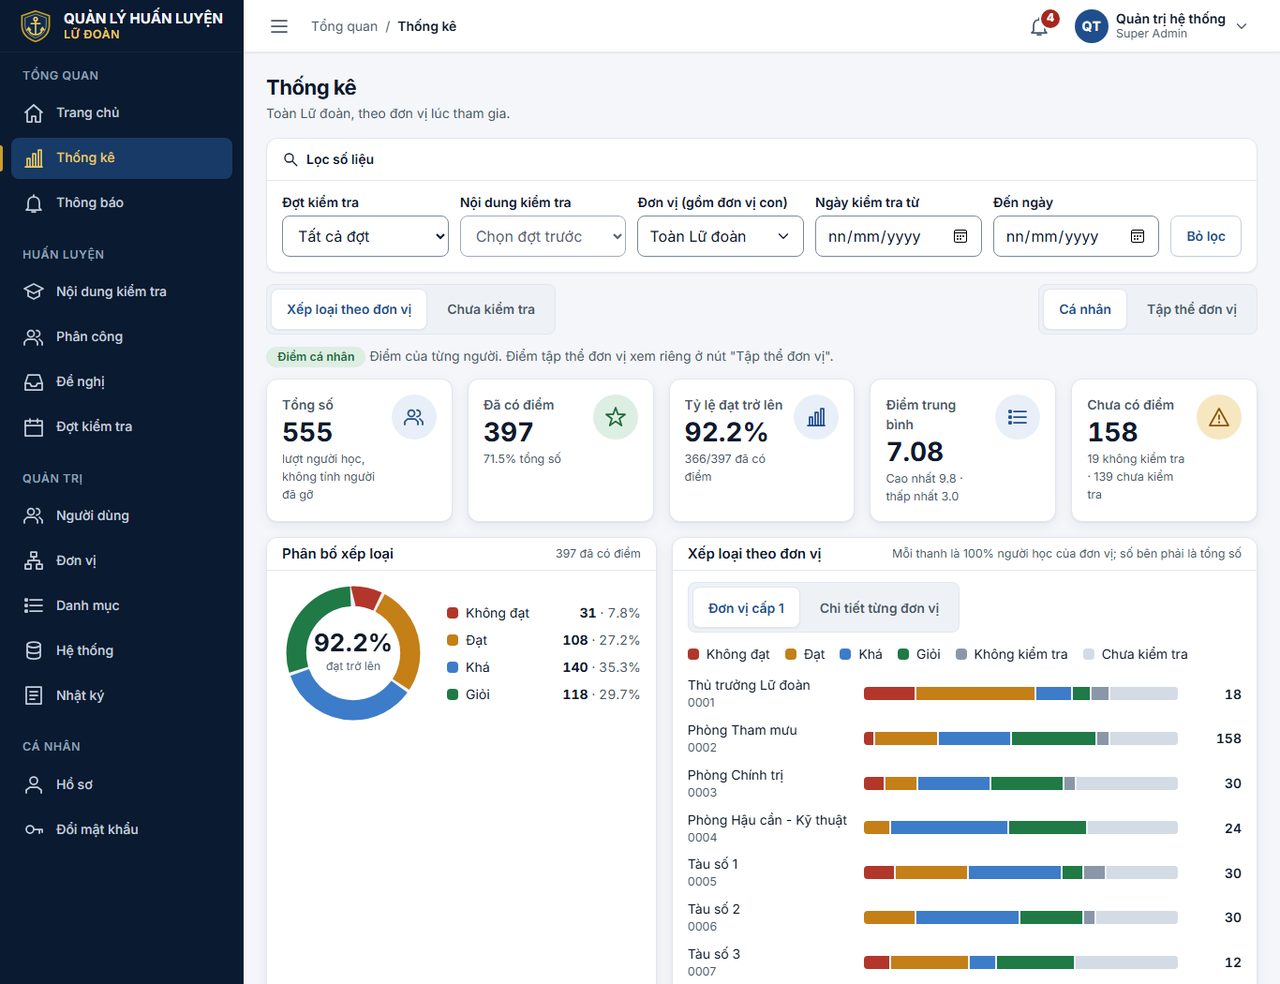 QUẢN LÝ HUẤN LUYỆN
LỮ ĐOÀN
TỔNG QUAN
Trang chủ
Thống kê
Thông báo
HUẤN LUYỆN
Nội dung kiểm tra
Phân công
Đề nghị
Đợt kiểm tra
QUẢN TRỊ
Người dùng
Đơn vị
Danh mục
Hệ thống
Nhật ký
CÁ NHÂN
Hồ sơ
Đổi mật khẩu
Tổng quan / Thống kê
4
QT
Quản trị hệ thống
Super Admin
Thống kê
Toàn Lữ đoàn, theo đơn vị lúc tham gia.
Lọc số liệu
Đợt kiểm tra
Nội dung kiểm tra
Đơn vị (gồm đơn vị con)
Ngày kiểm tra từ
Đến ngày
Tất cả đợt
Chọn đợt trước
Toàn Lữ đoàn
nn/mm/yyyy
nn/mm/yyyy
Bỏ lọc
Xếp loại theo đơn vị
Chưa kiểm tra
Cá nhân
Tập thể đơn vị
Điểm cá nhân Điểm của từng người. Điểm tập thể đơn vị xem riêng ở nút "Tập thể đơn vị".
Tổng số
555
lượt người học,
không tính người
đã gỡ
Đã có điểm
397
71.5% tổng số
Tỷ lệ đạt trở lên
92.2%
366/397 đã có
điểm
Điểm trung
bình
7.08
Cao nhất 9.8 ·
thấp nhất 3.0
Chưa có điểm
158
19 không kiểm tra
· 139 chưa kiểm
tra
Phân bố xếp loại
397 đã có điểm
92.2%
đạt trở lên
Không đạt 31 · 7.8%
Đạt 108 · 27.2%
Khá 140 · 35.3%
Giỏi 118 · 29.7%
Xếp loại theo đơn vị
Mỗi thanh là 100% người học của đơn vị; số bên phải là tổng số
Đơn vị cấp 1
Chi tiết từng đơn vị
Không đạt Đạt Khá Giỏi Không kiểm tra Chưa kiểm tra
Thủ trưởng Lữ đoàn
0001
18
Phòng Tham mưu
0002
158
Phòng Chính trị
0003
30
Phòng Hậu cần - Kỹ thuật
0004
24
Tàu số 1
0005
30
Tàu số 2
0006
30
Tàu số 3
0007
12